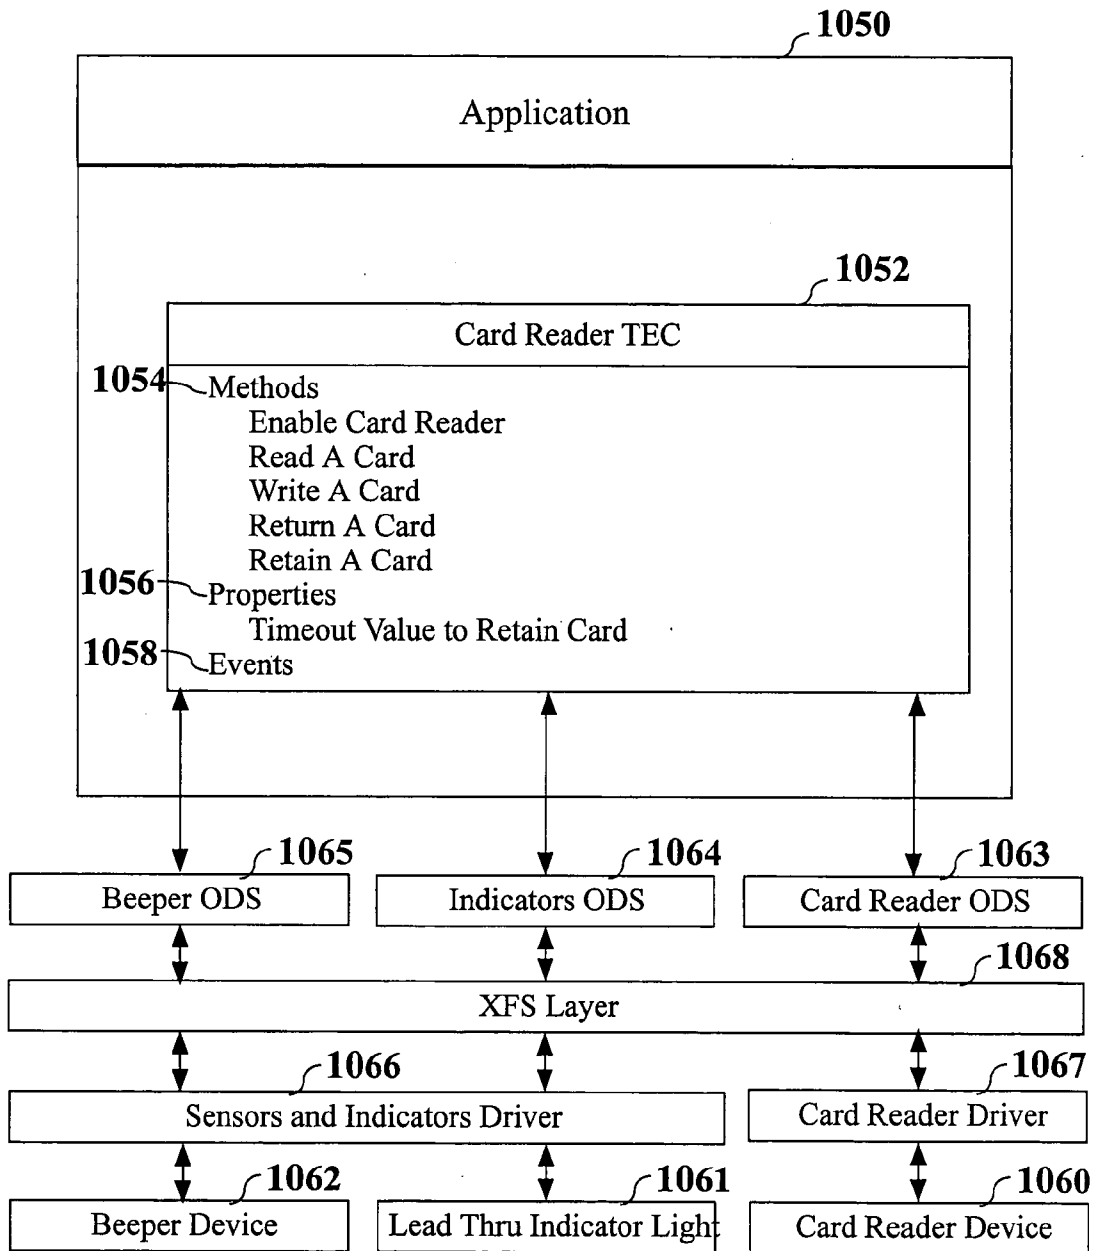 1050
Application
1052
Card Reader TEC
1054 Methods
Enable Card Reader
Read A Card
Write A Card
Return A Card
Retain A Card
1056 Properties
Timeout Value to Retain Card
1058 Events
1065 1064 1063
Beeper ODS Indicators ODS Card Reader ODS
1068
XFS Layer
1066 1067
Sensors and Indicators Driver Card Reader Driver
1062 1061 1060
Beeper Device Lead Thru Indicator Light Card Reader Device